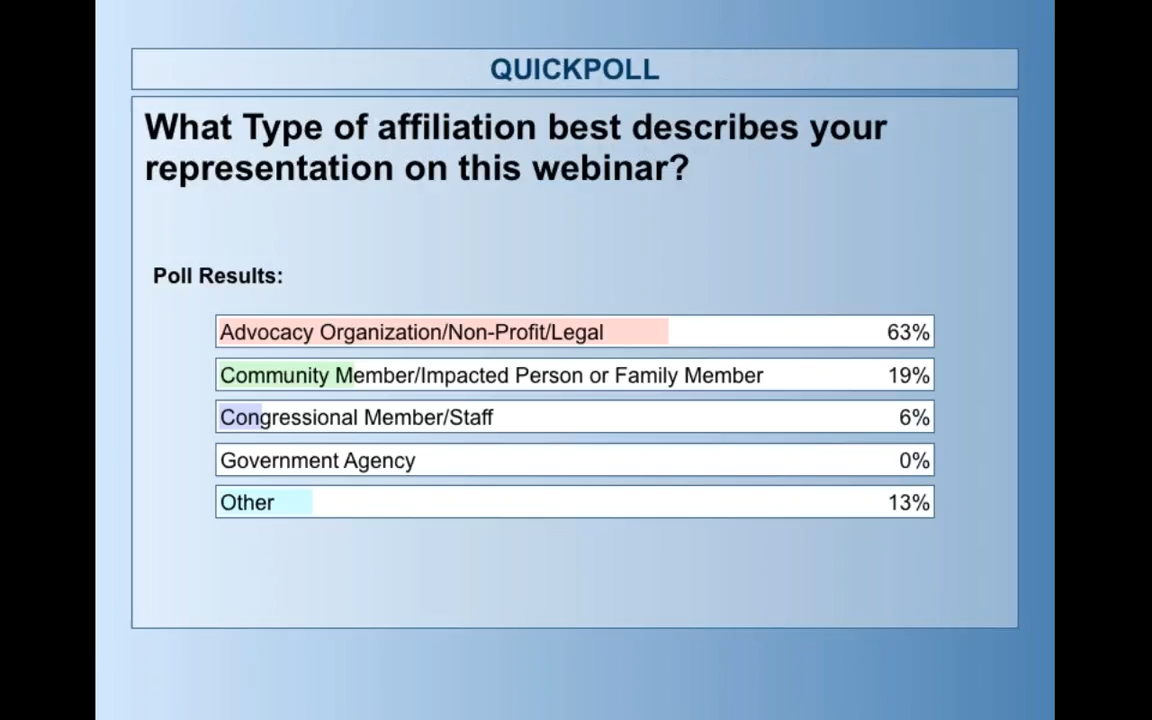 QUICKPOLL
What Type of affiliation best describes your
representation on this webinar?
Poll Results:
Advocacy Organization/Non-Profit/Legal 63%
Community Member/Impacted Person or Family Member 19%
Congressional Member/Staff 6%
Government Agency 0%
Other 13%